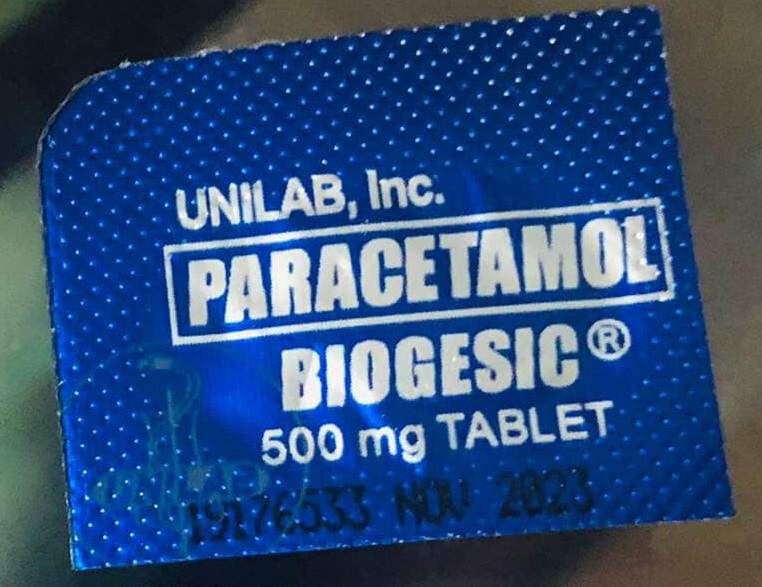 UNILAB, Inc.
PARACETAMOL
BIOGESIC®
500 mg TABLET
19176533 NOV 2023